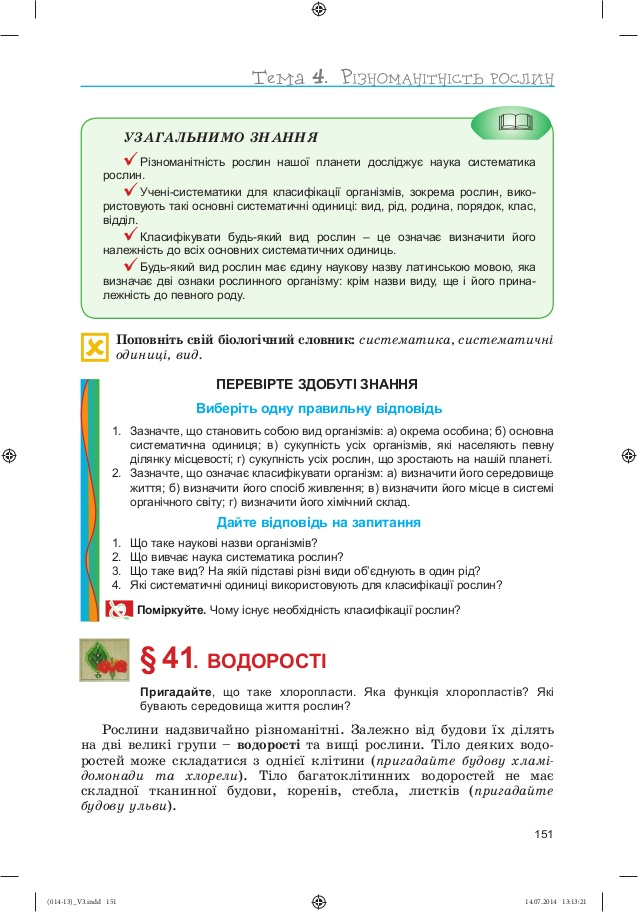 Тема 4. Різноманітність рослин
УЗАГАЛЬНИМО ЗНАННЯ
Різноманітність рослин нашої планети досліджує наука систематика
рослин.
Учені-систематики для класифікації організмів, зокрема рослин, вико-
ристовують такі основні систематичні одиниці: вид, рід, родина, порядок, клас,
відділ.
Класифікувати будь-який вид рослин – це означає визначити його
належність до всіх основних систематичних одиниць.
Будь-який вид рослин має єдину наукову назву латинською мовою, яка
визначає дві ознаки рослинного організму: крім назви виду, ще і його прина-
лежність до певного роду.
Поповніть свій біологічний словник: систематика, систематичні
одиниці, вид.
ПЕРЕВІРТЕ ЗДОБУТІ ЗНАННЯ
Виберіть одну правильну відповідь
1. Зазначте, що становить собою вид організмів: а) окрема особина; б) основна
систематична одиниця; в) сукупність усіх організмів, які населяють певну
ділянку місцевості; г) сукупність усіх рослин, що зростають на нашій планеті.
2. Зазначте, що означає класифікувати організм: а) визначити його середовище
життя; б) визначити його спосіб живлення; в) визначити його місце в системі
органічного світу; г) визначити його хімічний склад.
Дайте відповідь на запитання
1. Що таке наукові назви організмів?
2. Що вивчає наука систематика рослин?
3. Що таке вид? На якій підставі різні види об'єднують в один рід?
4. Які систематичні одиниці використовують для класифікації рослин?
Поміркуйте. Чому існує необхідність класифікації рослин?
§ 41. ВОДОРОСТІ
Пригадайте, що таке хлоропласти. Яка функція хлоропластів? Які
бувають середовища життя рослин?
Рослини надзвичайно різноманітні. Залежно від будови їх ділять
на дві великі групи – водорості та вищі рослини. Тіло деяких водо-
ростей може складатися з однієї клітини (пригадайте будову хламі-
домонади та хлорели). Тіло багатоклітинних водоростей не має
складної тканинної будови, коренів, стебла, листків (пригадайте
будову ульви).
151
(014-13)_V3.indd 151
14.07.2014 13:13:21